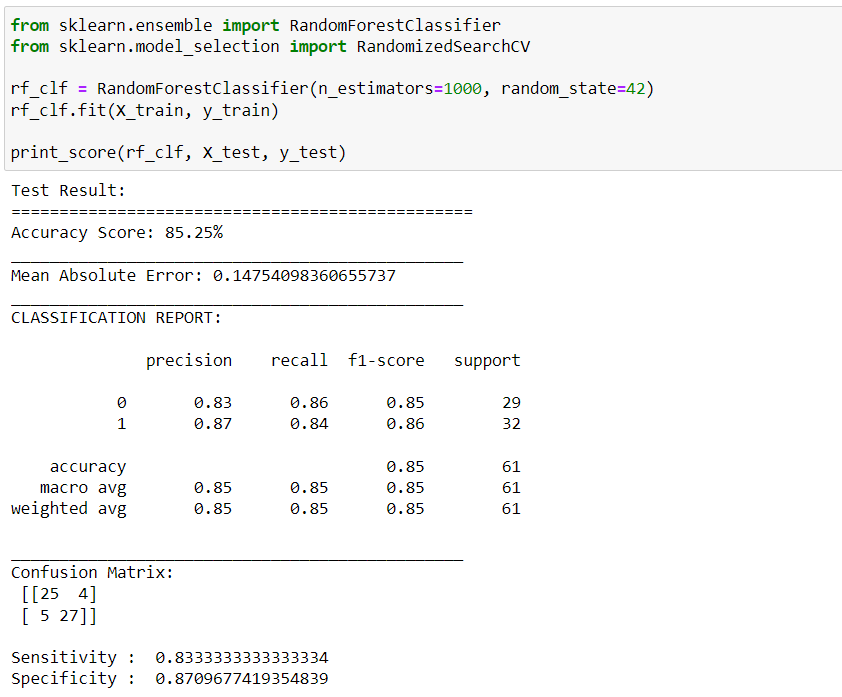 from sklearn.ensemble import RandomForestClassifier
from sklearn.model_selection import RandomizedSearchCV
rf_clf = RandomForestClassifier(n_estimators=1000, random_state=42)
rf_clf.fit(X_train, y_train)
print_score(rf_clf, X_test, y_test)
Test Result:
================================================
Accuracy Score: 85.25%
_______________________________________________
Mean Absolute Error: 0.14754098360655737
_______________________________________________
CLASSIFICATION REPORT:
precision recall f1-score support
0 0.83 0.86 0.85 29
1 0.87 0.84 0.86 32
accuracy 0.85 61
macro avg 0.85 0.85 0.85 61
weighted avg 0.85 0.85 0.85 61
_______________________________________________
Confusion Matrix:
[[25 4]
[ 5 27]]
Sensitivity : 0.8333333333333334
Specificity : 0.8709677419354839